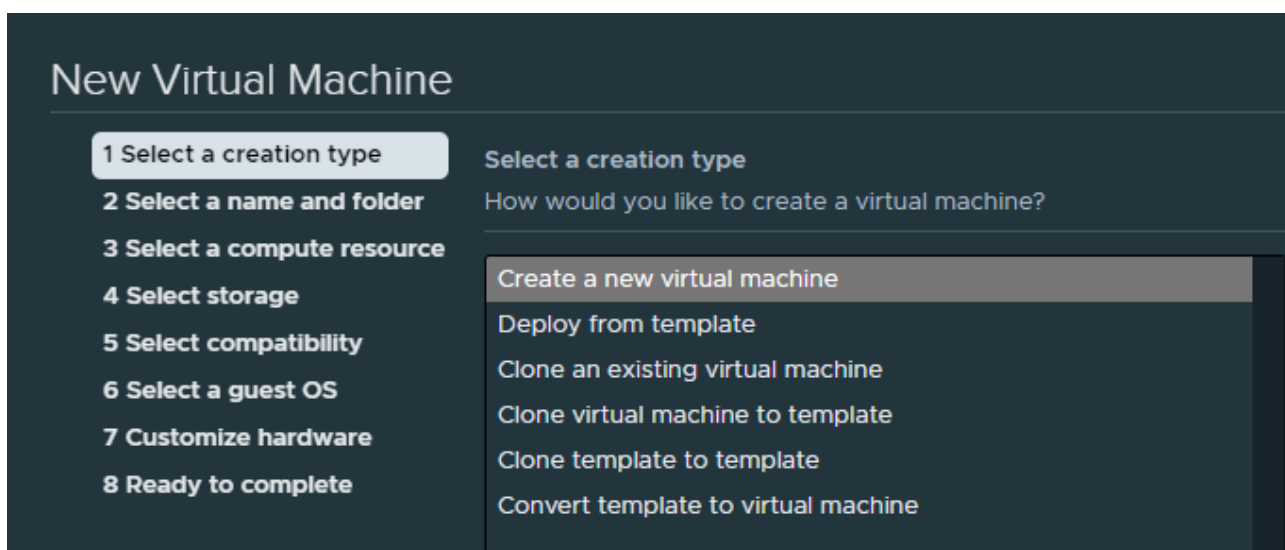 New Virtual Machine
1 Select a creation type
2 Select a name and folder
3 Select a compute resource
4 Select storage
5 Select compatibility
6 Select a guest OS
7 Customize hardware
8 Ready to complete
Select a creation type
How would you like to create a virtual machine?
Create a new virtual machine
Deploy from template
Clone an existing virtual machine
Clone virtual machine to template
Clone template to template
Convert template to virtual machine